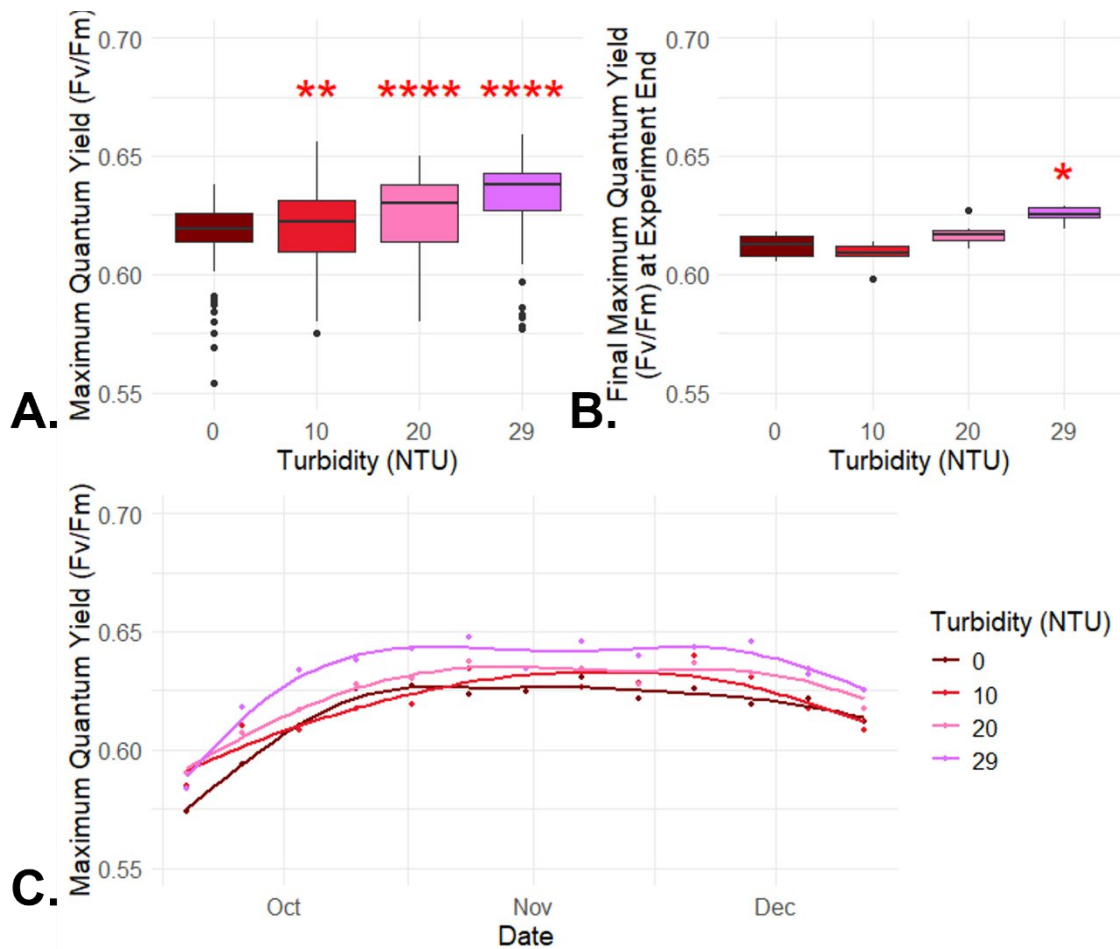 Maximum Quantum Yield (Fv/Fm)
0.70
0.65
0.60
0.55
** **** ****
0 10 20 29
Turbidity (NTU)
A.
Final Maximum Quantum Yield
(Fv/Fm) at Experiment End
0.70
0.65
0.60
0.55
*
0 10 20 29
Turbidity (NTU)
B.
Maximum Quantum Yield (Fv/Fm)
0.70
0.65
0.60
0.55
Oct Nov Dec
Date
C.
Turbidity (NTU)
0
10
20
29